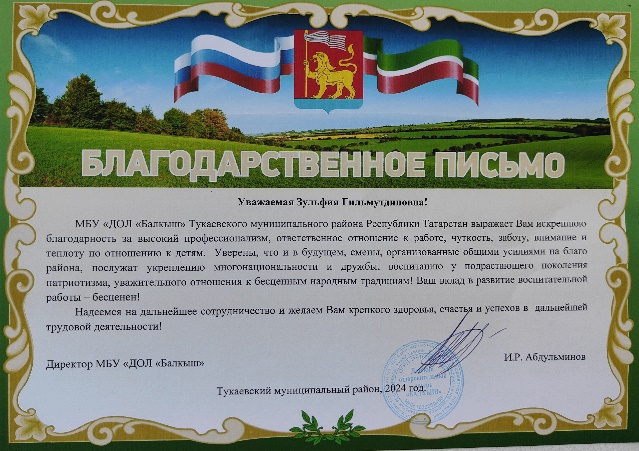 БЛАГОДАРСТВЕННОЕ ПИСЬМО
Уважаемая Зульфия Гильмутдиновна!
МБУ «ДОЛ «Балкыш» Тукаевского муниципального района Республики Татарстан выражает Вам искреннюю
благодарность за высокий профессионализм, ответственное отношение к работе, чуткость, заботу, внимание и
теплоту по отношению к детям. Уверены, что и в будущем, смены, организованные общими усилиями на благо
района, послужат укреплению многонациональности и дружбы, воспитанию у подрастающего поколения
патриотизма, уважительного отношения к бесценным народным традициям! Ваш вклад в развитие воспитательной
работы – бесценен!
Надеемся на дальнейшее сотрудничество и желаем Вам крепкого здоровья, счастья и успехов в дальнейшей
трудовой деятельности!
Директор МБУ «ДОЛ «Балкыш»
И.Р. Абдульминов
Тукаевский муниципальный район, 2024 год.